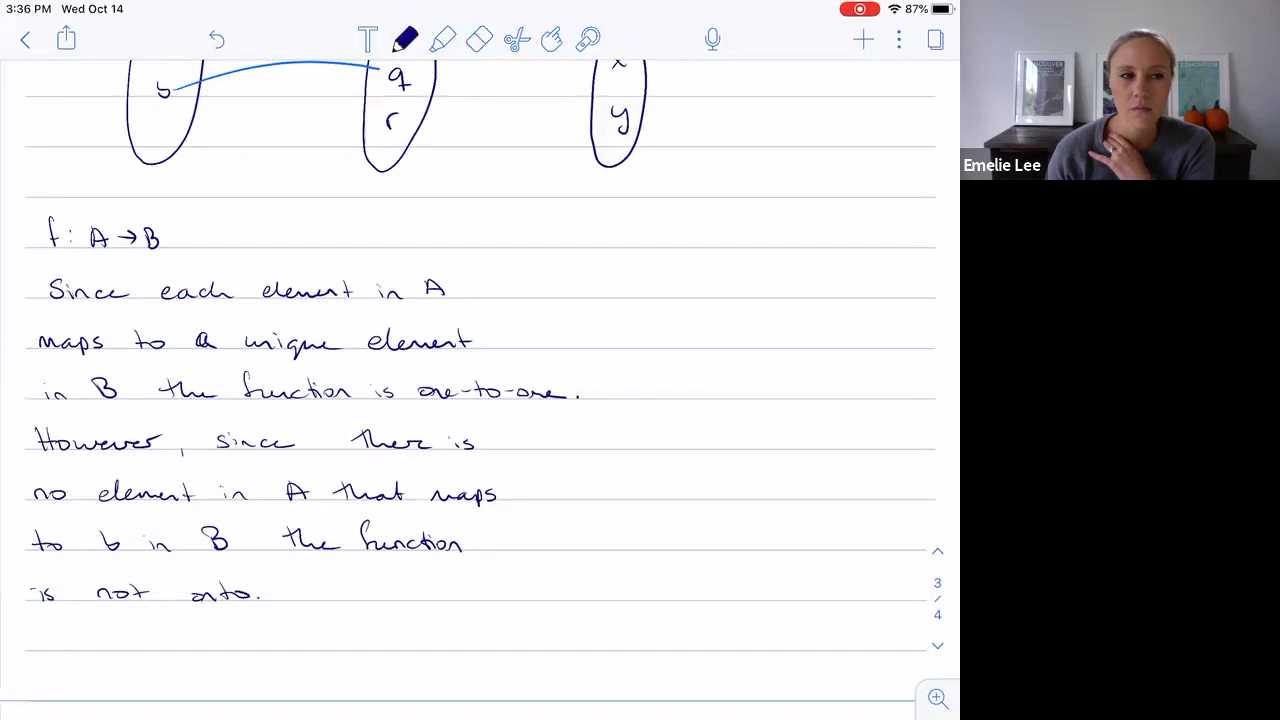 3:36 PM Wed Oct 14
87%
T
b
q
r
x
y
f: A → B
Since each element in A
maps to a unique element
in B the function is one-to-one.
However, since there is
no element in A that maps
to b in B the function
is not onto.
3
/
4
VANCOUVER
EDMONTON
Emelie Lee